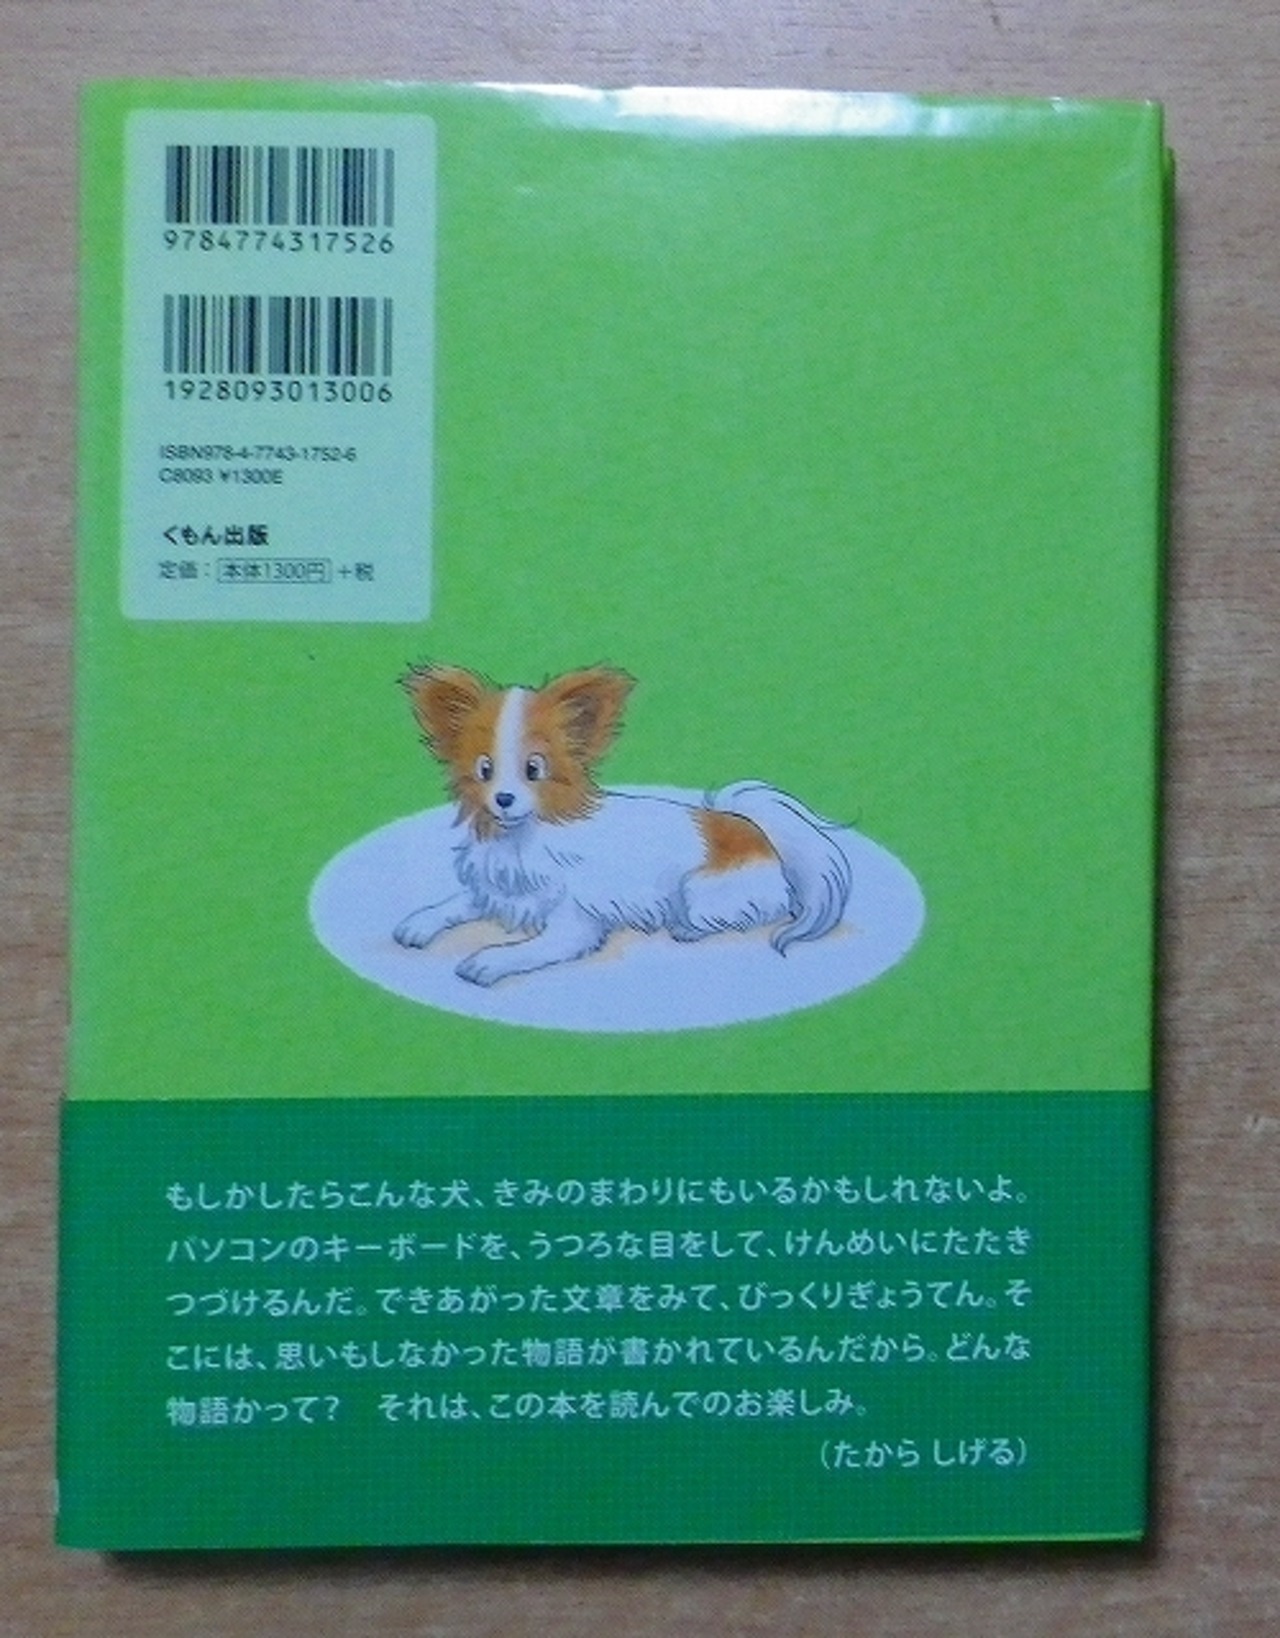 9784774317526
1928093013006
ISBN978-4-7743-1752-6
C8093 ¥1300E
くもん出版
定価：本体1300円＋税
もしかしたらこんな犬、きみのまわりにもいるかもしれないよ。
パソコンのキーボードを、うつろな目をして、けんめいにたたき
つづけるんだ。できあがった文章をみて、びっくりぎょうてん。そ
こには、思いもしなかった物語が書かれているんだから。どんな
物語かって？　それは、この本を読んでのお楽しみ。
（たから しげる）